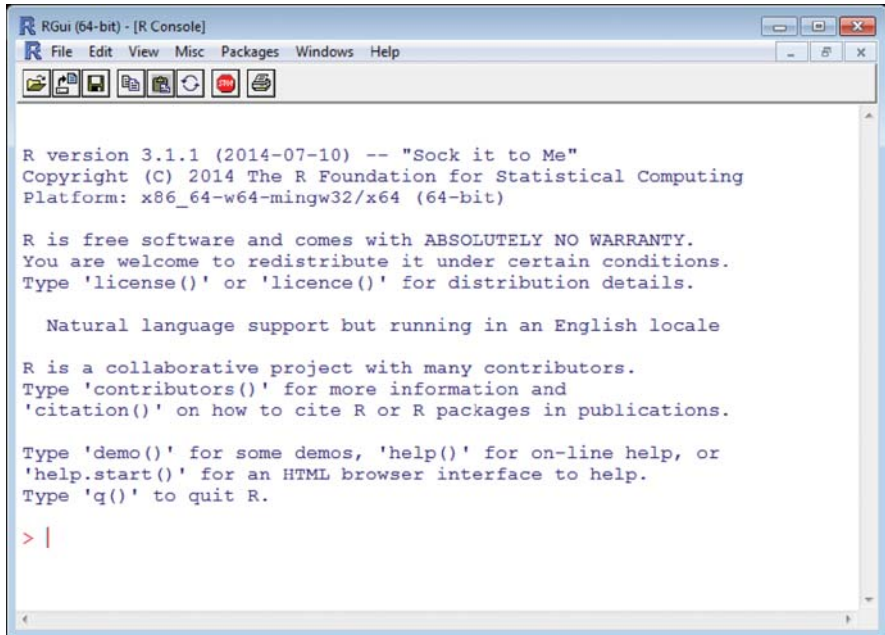 RGui (64-bit) - [R Console]
File Edit View Misc Packages Windows Help
STOP
R version 3.1.1 (2014-07-10) -- "Sock it to Me"
Copyright (C) 2014 The R Foundation for Statistical Computing
Platform: x86_64-w64-mingw32/x64 (64-bit)
R is free software and comes with ABSOLUTELY NO WARRANTY.
You are welcome to redistribute it under certain conditions.
Type 'license()' or 'licence()' for distribution details.
Natural language support but running in an English locale
R is a collaborative project with many contributors.
Type 'contributors()' for more information and
'citation()' on how to cite R or R packages in publications.
Type 'demo()' for some demos, 'help()' for on-line help, or
'help.start()' for an HTML browser interface to help.
Type 'q()' to quit R.
>